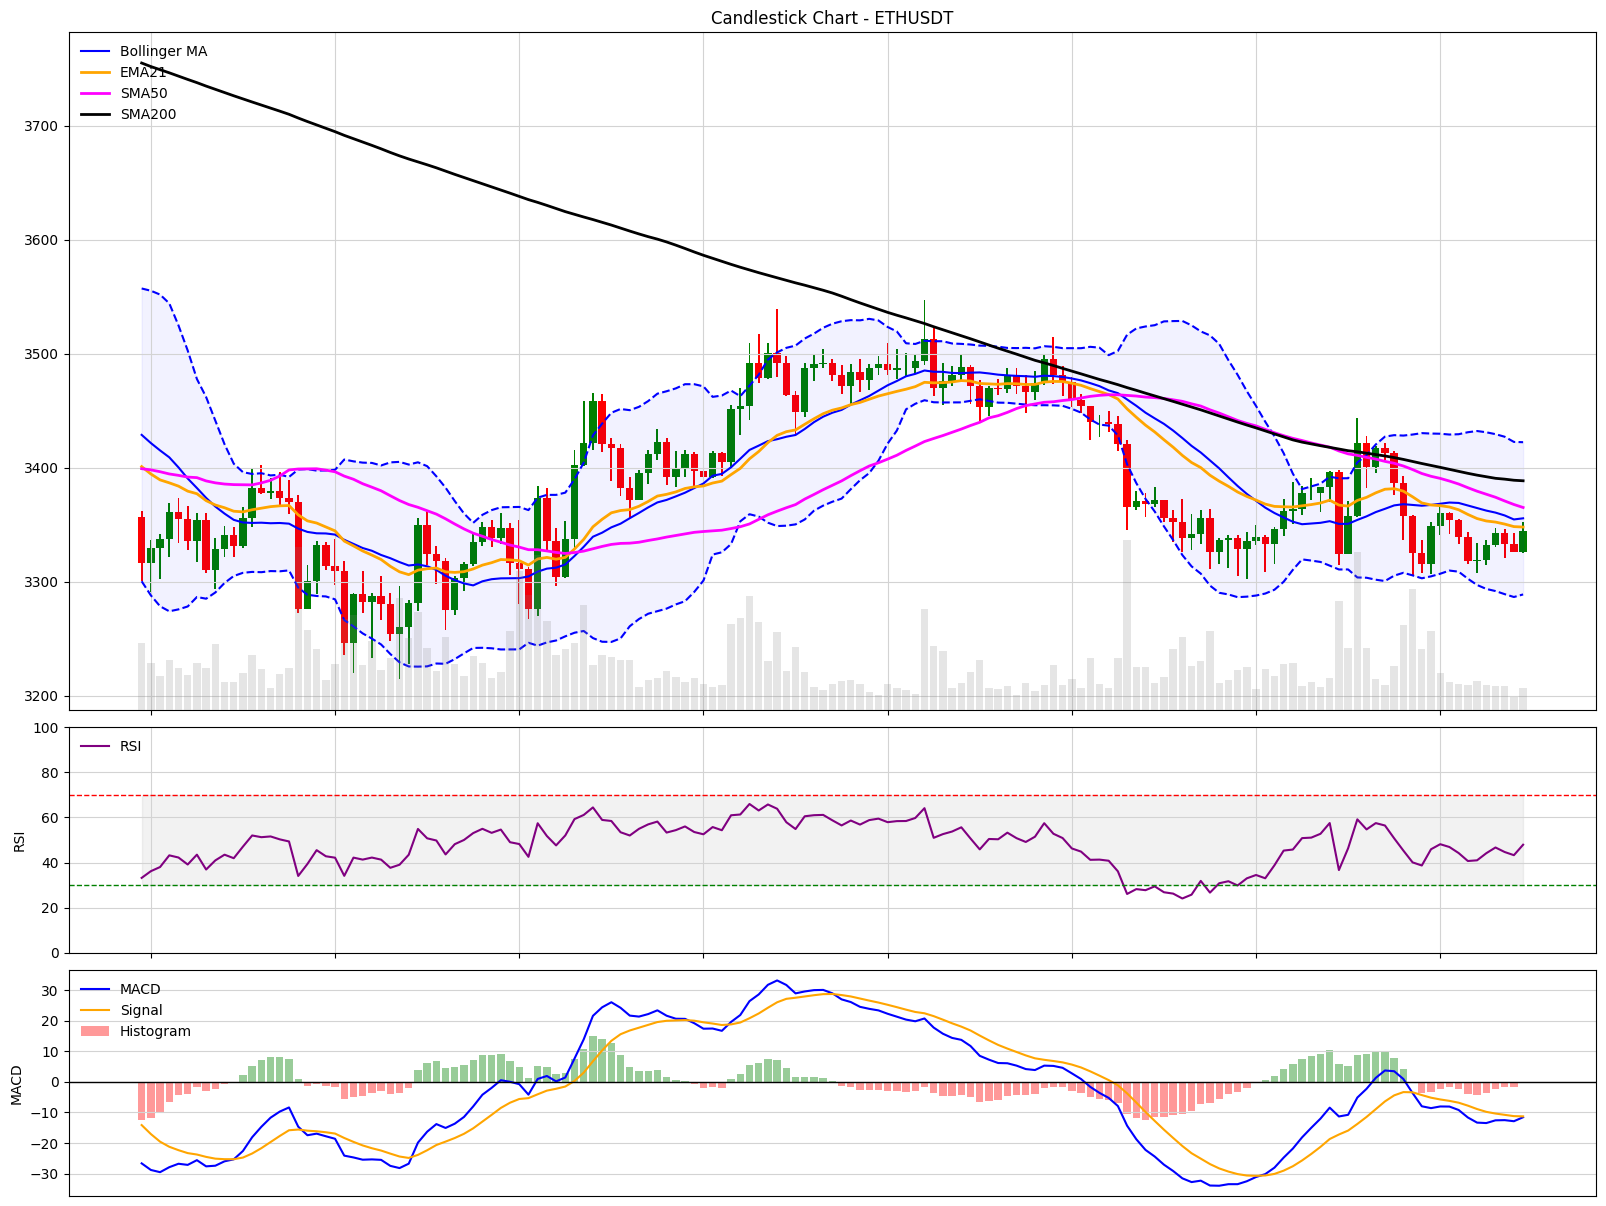 Candlestick Chart - ETHUSDT
Bollinger MA
EMA21
SMA50
SMA200
3700
3600
3500
3400
3300
3200
RSI
100
80
60
40
20
0
RSI
MACD
Signal
Histogram
30
20
10
0
−10
−20
−30
MACD